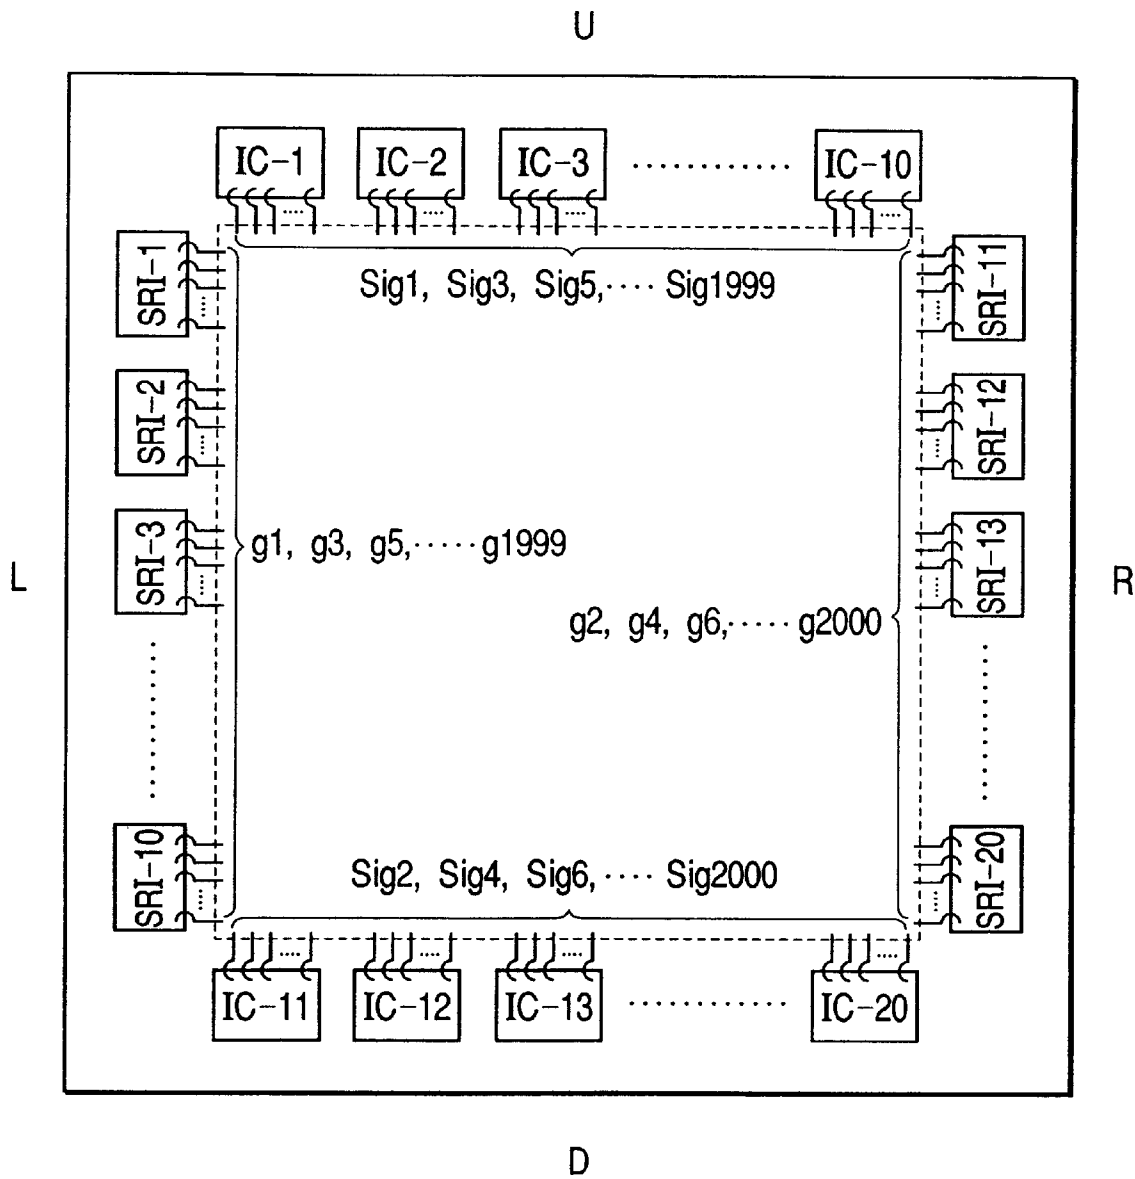 U
IC-1 IC-2 IC-3 ············ IC-10
SRI-1
SRI-11
Sig1, Sig3, Sig5,···· Sig1999
SRI-2
SRI-12
SRI-3
SRI-13
g1, g3, g5,····· g1999
L
R
g2, g4, g6,····· g2000
SRI-10
SRI-20
Sig2, Sig4, Sig6,···· Sig2000
IC-11 IC-12 IC-13 ············ IC-20
D